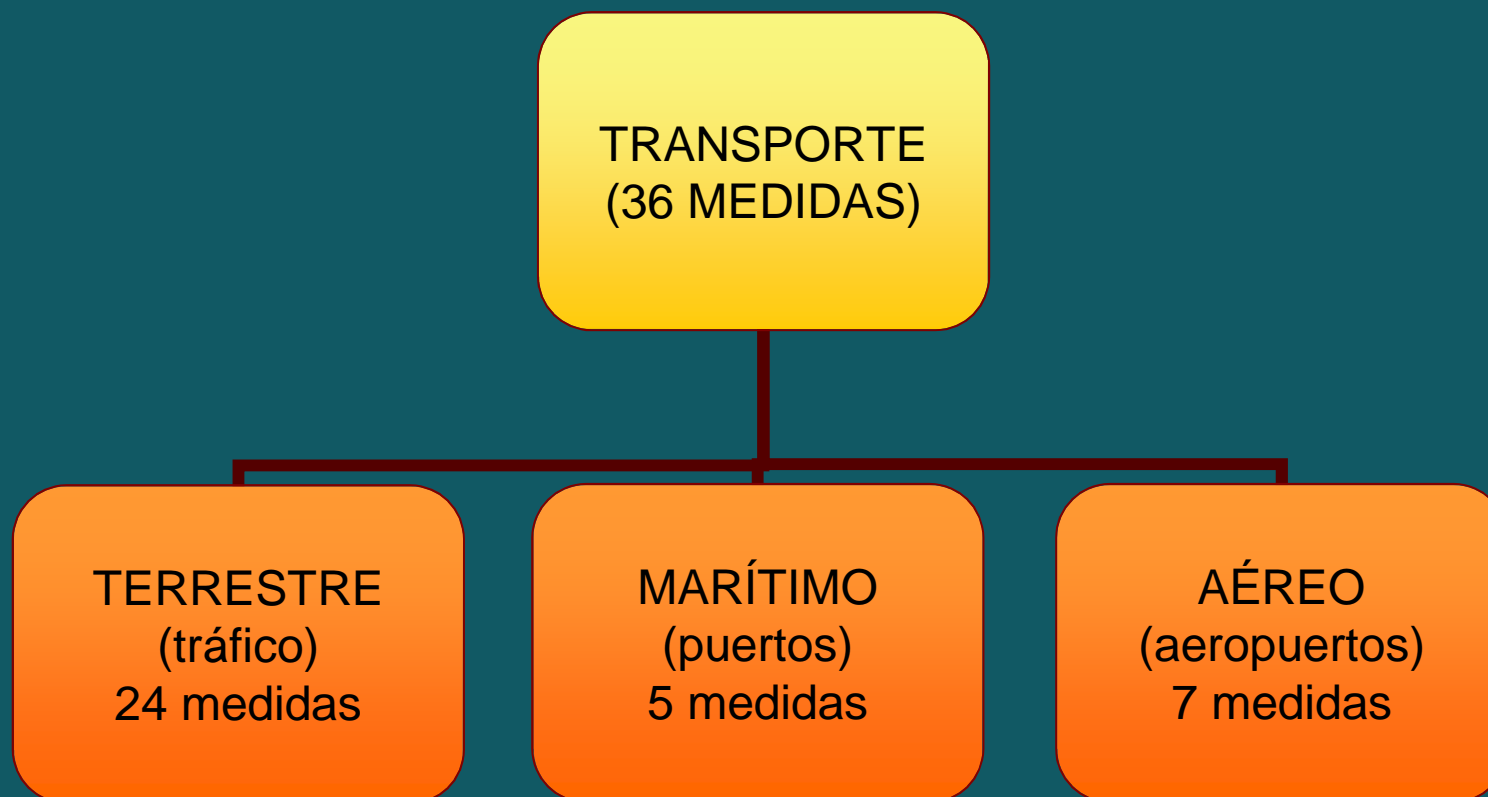 TRANSPORTE
(36 MEDIDAS)
TERRESTRE
(tráfico)
24 medidas
MARÍTIMO
(puertos)
5 medidas
AÉREO
(aeropuertos)
7 medidas